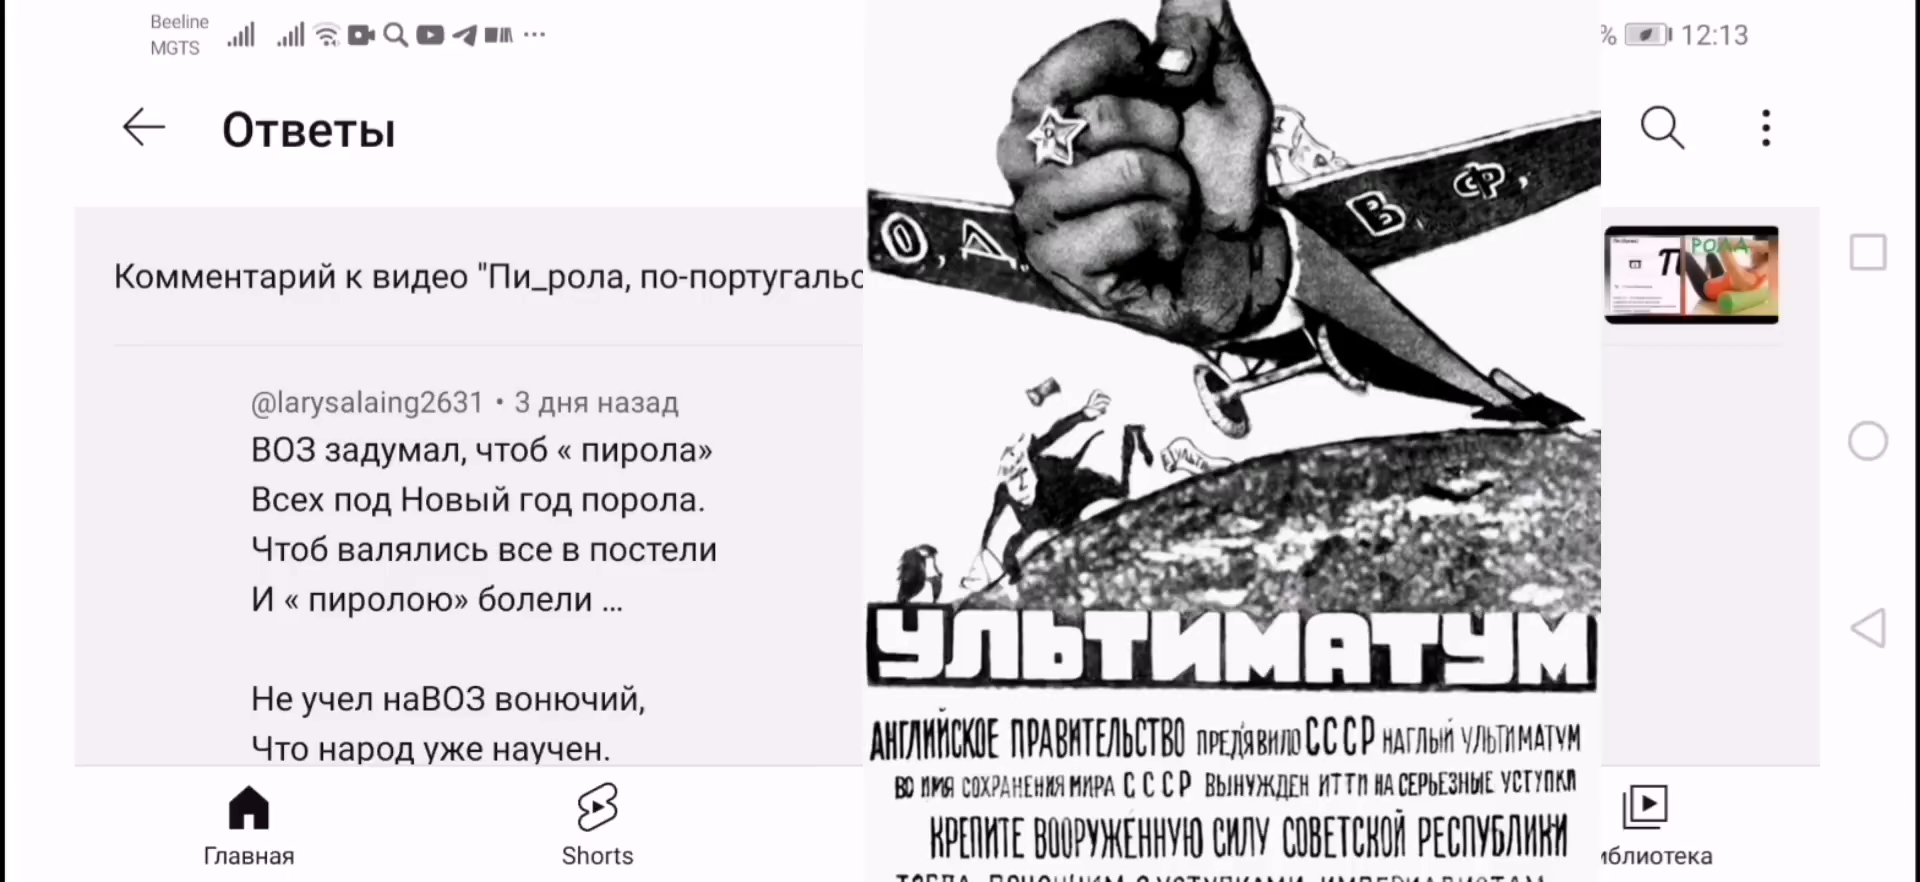 Beeline
MGTS
% 12:13
Ответы
Комментарий к видео "Пи_рола, по-португальс
РОЛА
@larysalaing2631 • 3 дня назад
ВОЗ задумал, чтоб « пирола»
Всех под Новый год порола.
Чтоб валялись все в постели
И « пиролою» болели ...
Не учел наВОЗ вонючий,
Что народ уже научен.
О, Д, В, Ф,
УЛЬТИМАТУМ
АНГЛИЙСКОЕ ПРАВИТЕЛЬСТВО ПРЕД'ЯВИЛО СССР НАГЛЫЙ УЛЬТИМАТУМ
ВО ИМЯ СОХРАНЕНИЯ МИРА СССР ВЫНУЖДЕН ИТТИ НА СЕРЬЕЗНЫЕ УСТУПКИ
КРЕПИТЕ ВООРУЖЕННУЮ СИЛУ СОВЕТСКОЙ РЕСПУБЛИКИ
Главная
Shorts
иблиотека